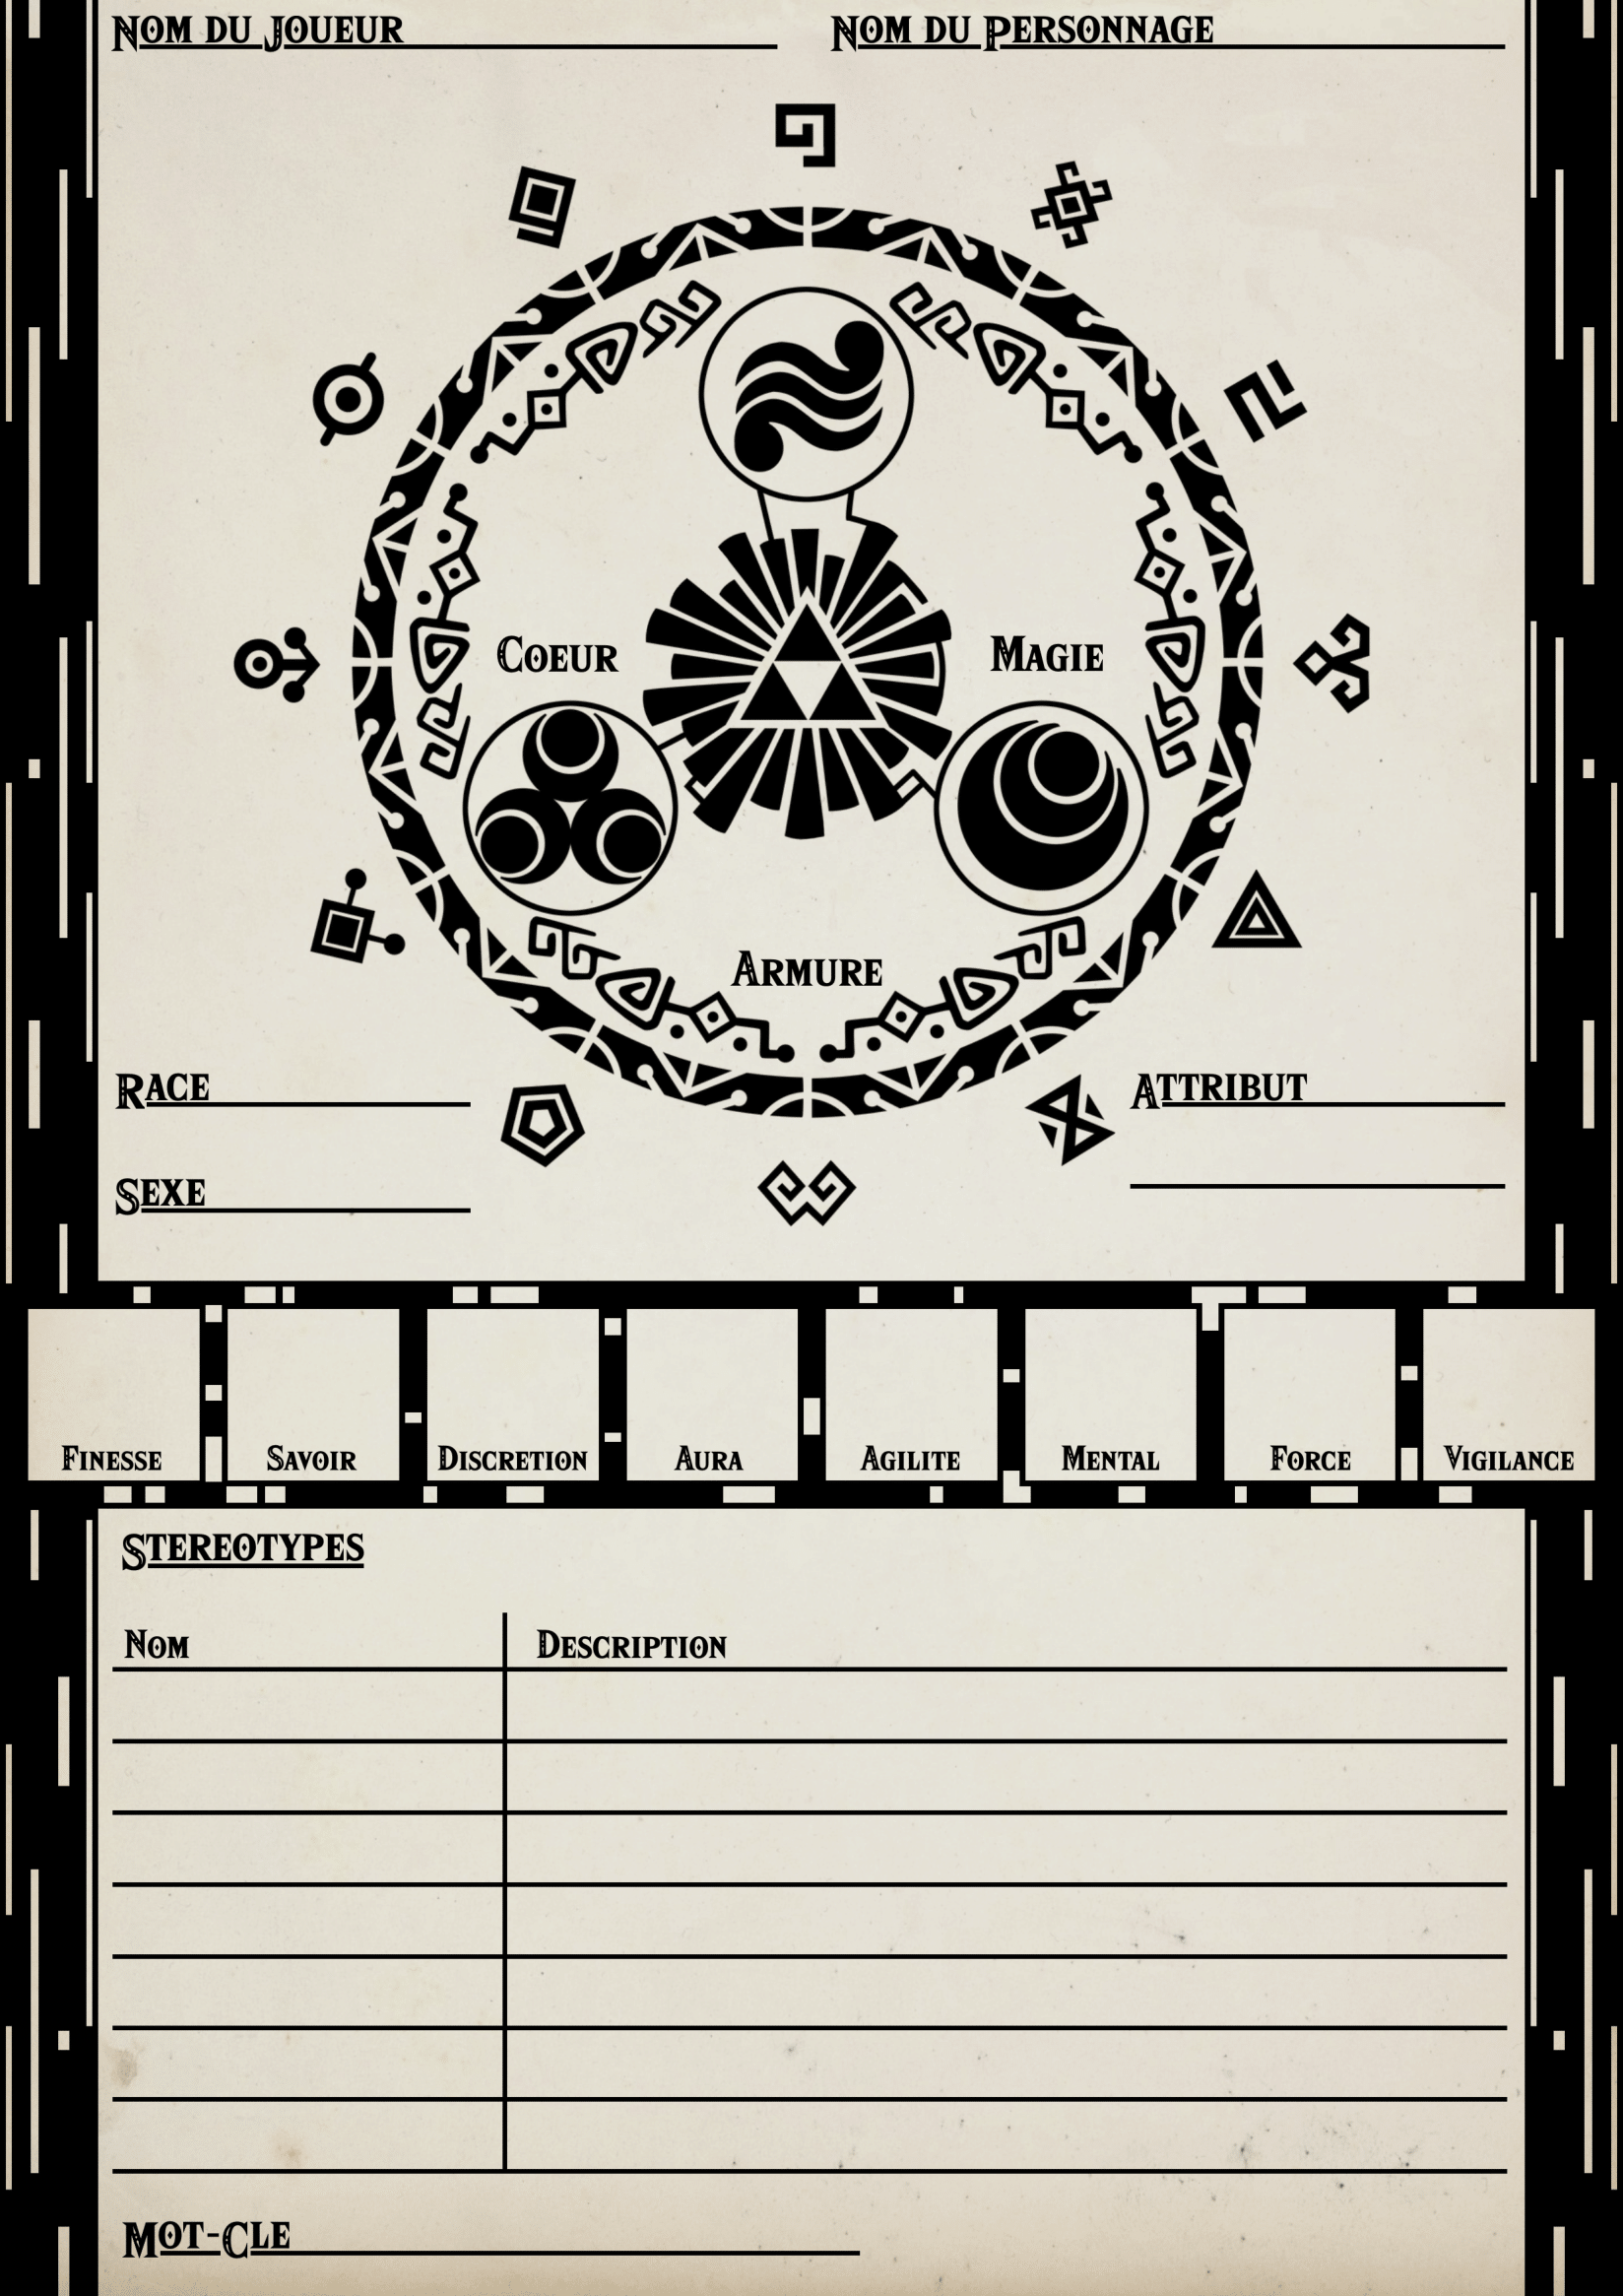 NOM DU JOUEUR NOM DU PERSONNAGE
COEUR MAGIE
ARMURE
RACE ATTRIBUT
SEXE
FINESSE SAVOIR DISCRETION AURA AGILITE MENTAL FORCE VIGILANCE
STEREOTYPES
NOM DESCRIPTION
MOT-CLE